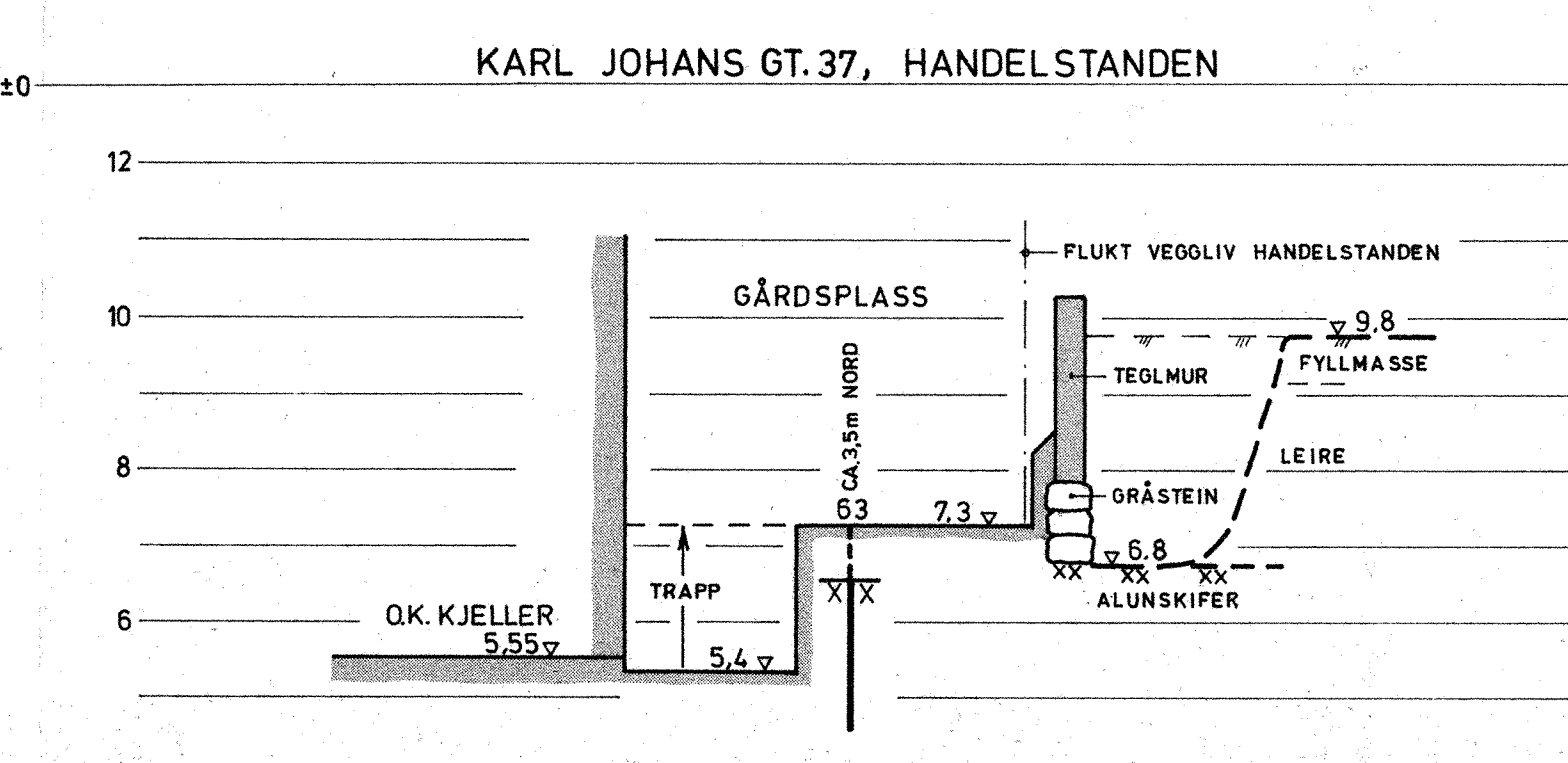 KARL JOHANS GT. 37, HANDELSTANDEN
±0
12
FLUKT VEGGLIV HANDELSTANDEN
GÅRDSPLASS
10
9,8
FYLLMASSE
TEGLMUR
CA. 3,5m NORD
8
LEIRE
GRÅSTEIN
63
7,3
6.8
TRAPP
ALUNSKIFER
6
O.K. KJELLER
5,55
5,4